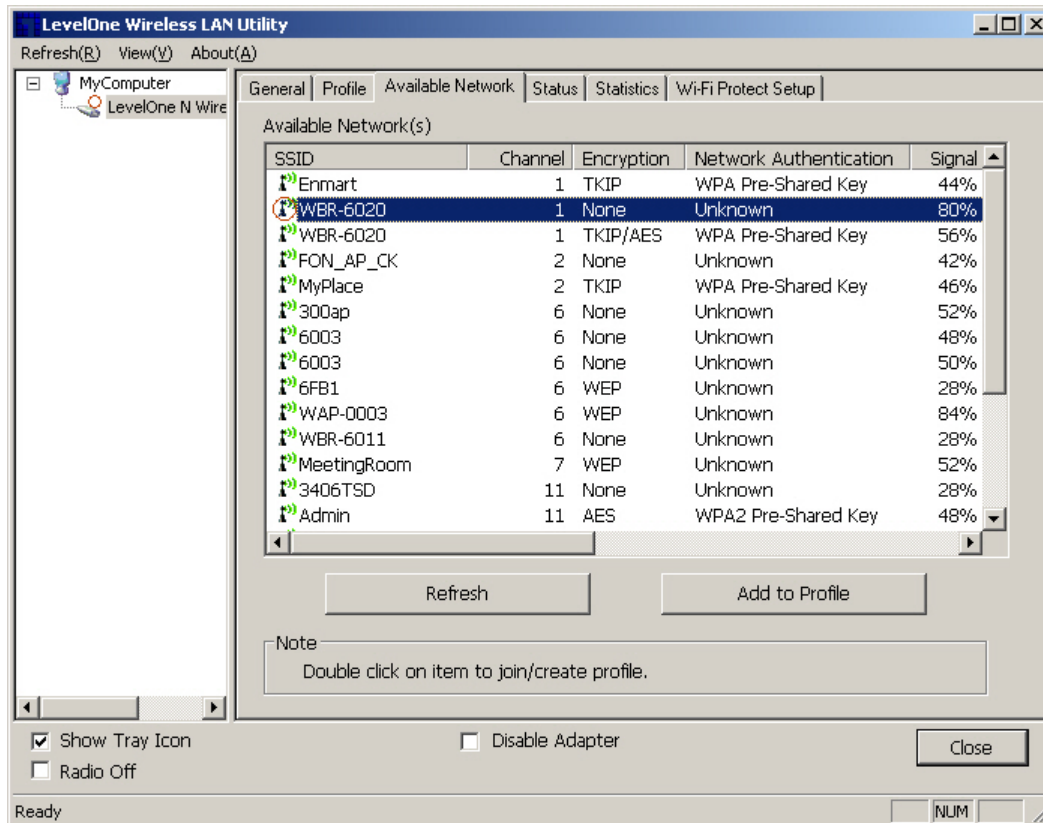 LevelOne Wireless LAN Utility
Refresh(R) View(V) About(A)
MyComputer
LevelOne N Wire
General Profile Available Network Status Statistics Wi-Fi Protect Setup
Available Network(s)
SSID Channel Encryption Network Authentication Signal
Enmart 1 TKIP WPA Pre-Shared Key 44%
WBR-6020 1 None Unknown 80%
WBR-6020 1 TKIP/AES WPA Pre-Shared Key 56%
FON_AP_CK 2 None Unknown 42%
MyPlace 2 TKIP WPA Pre-Shared Key 46%
300ap 6 None Unknown 52%
6003 6 None Unknown 48%
6003 6 None Unknown 50%
6FB1 6 WEP Unknown 28%
WAP-0003 6 WEP Unknown 84%
WBR-6011 6 None Unknown 28%
MeetingRoom 7 WEP Unknown 52%
3406TSD 11 None Unknown 28%
Admin 11 AES WPA2 Pre-Shared Key 48%
Refresh Add to Profile
Note
Double click on item to join/create profile.
Show Tray Icon Disable Adapter Close
Radio Off
Ready NUM